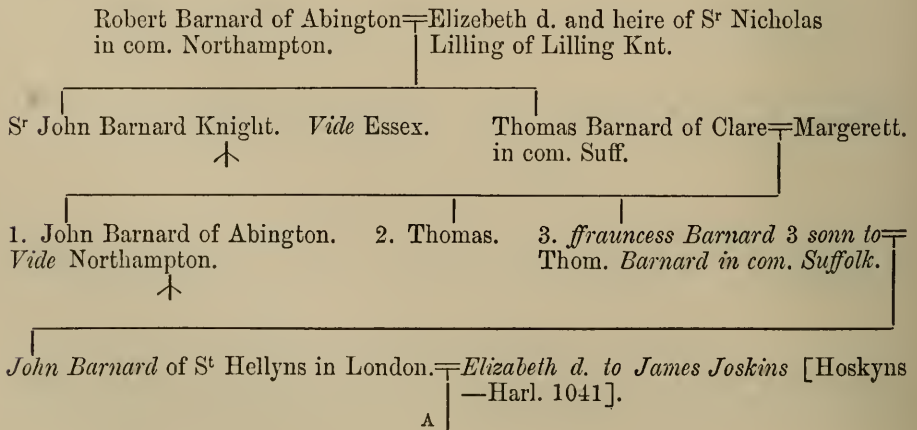 Robert Barnard of Abington
in com. Northampton.
Elizebeth d. and heire of Sʳ Nicholas
Lilling of Lilling Knt.
Sʳ John Barnard Knight. Vide Essex.
Thomas Barnard of Clare
in com. Suff.
Margerett.
1. John Barnard of Abington.
Vide Northampton.
2. Thomas.
3. ffrauncess Barnard 3 sonn to
Thom. Barnard in com. Suffolk.
John Barnard of Sᵗ Hellyns in London.
Elizabeth d. to James Joskins [Hoskyns
—Harl. 1041].
A